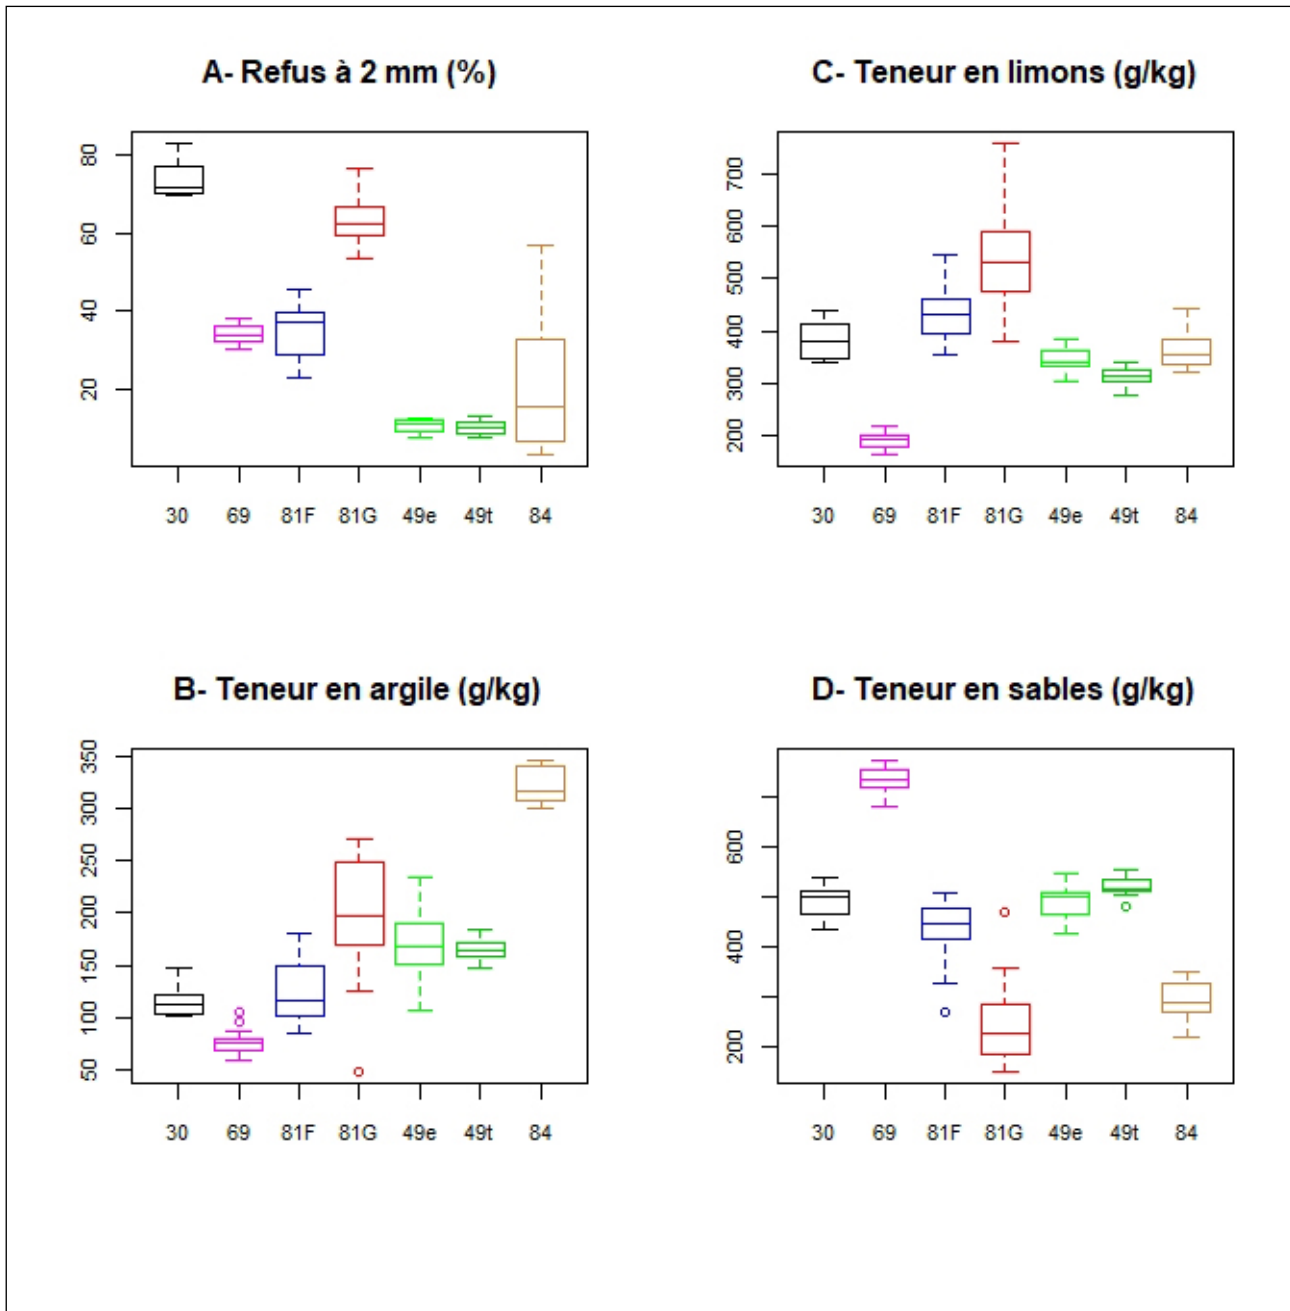 A- Refus à 2 mm (%)
80
60
40
20
30 69 81F 81G 49e 49t 84
C- Teneur en limons (g/kg)
700
600
500
400
300
200
30 69 81F 81G 49e 49t 84
B- Teneur en argile (g/kg)
350
300
250
200
150
100
50
30 69 81F 81G 49e 49t 84
D- Teneur en sables (g/kg)
600
400
200
30 69 81F 81G 49e 49t 84